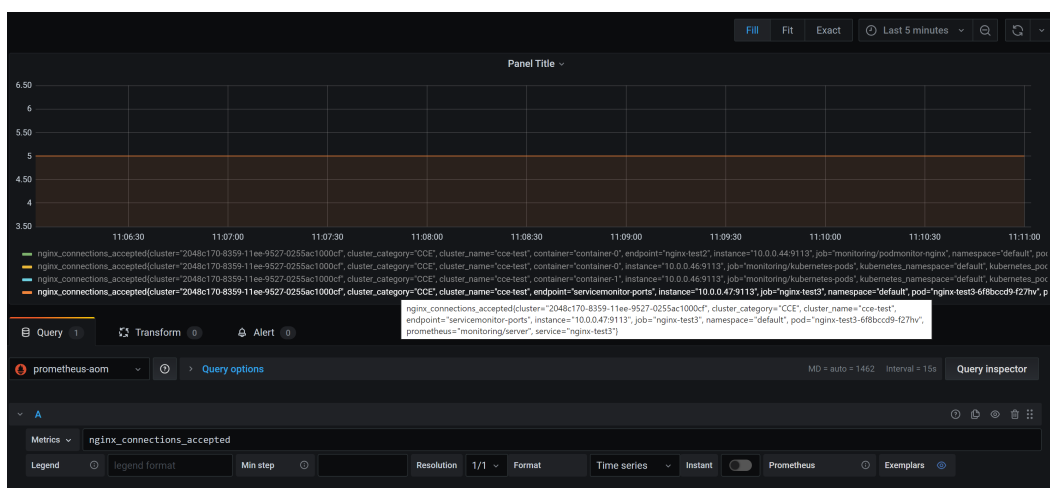 Fill Fit Exact Last 5 minutes
Panel Title
6.50
6
5.50
5
4.50
4
3.50
11:06:30 11:07:00 11:07:30 11:08:00 11:08:30 11:09:00 11:09:30 11:10:00 11:10:30 11:11:00
nginx_connections_accepted{cluster="2048c170-8359-11ee-9527-0255ac1000cf", cluster_category="CCE", cluster_name="cce-test", container="container-0", endpoint="nginx-test2", instance="10.0.0.44:9113", job="monitoring/podmonitor-nginx", namespace="default", poc
nginx_connections_accepted{cluster="2048c170-8359-11ee-9527-0255ac1000cf", cluster_category="CCE", cluster_name="cce-test", container="container-0", instance="10.0.0.46:9113", job="monitoring/kubernetes-pods", kubernetes_namespace="default", kubernetes_poc
nginx_connections_accepted{cluster="2048c170-8359-11ee-9527-0255ac1000cf", cluster_category="CCE", cluster_name="cce-test", container="container-1", instance="10.0.0.46:9113", job="monitoring/kubernetes-pods", kubernetes_namespace="default", kubernetes_poc
nginx_connections_accepted{cluster="2048c170-8359-11ee-9527-0255ac1000cf", cluster_category="CCE", cluster_name="cce-test", endpoint="servicemonitor-ports", instance="10.0.0.47:9113", job="nginx-test3", namespace="default", pod="nginx-test3-6f8bccd9-f27hv", p
nginx_connections_accepted{cluster="2048c170-8359-11ee-9527-0255ac1000cf", cluster_category="CCE", cluster_name="cce-test",
endpoint="servicemonitor-ports", instance="10.0.0.47:9113", job="nginx-test3", namespace="default", pod="nginx-test3-6f8bccd9-f27hv",
prometheus="monitoring/server", service="nginx-test3"}
Query 1 Transform 0 Alert 0
prometheus-aom Query options MD = auto = 1462 Interval = 15s Query inspector
A
Metrics nginx_connections_accepted
Legend legend format Min step Resolution 1/1 Format Time series Instant Prometheus Exemplars